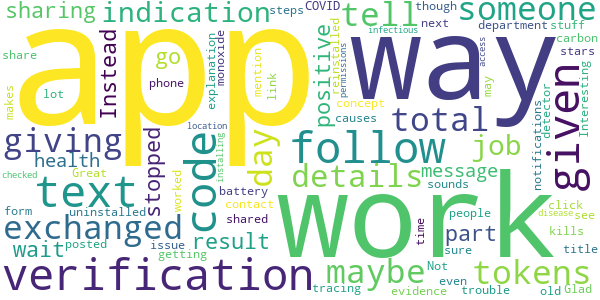 sharing indication steps COVID tell someone though department stuff
share Instead go explanation monoxide mention link positive reinstalled infectious permissions next access carbon stars
lot phone app way given
makes concept causes total may detector Interesting
giving stopped code day follow notifications job
health worked battery details message sounds
text Great contact location installing
checked exchanged uninstalled result shared work people click see
form wait posted issue time part sure kills disease
verification getting tracing maybe evidence Not even trouble tokens old Glad title